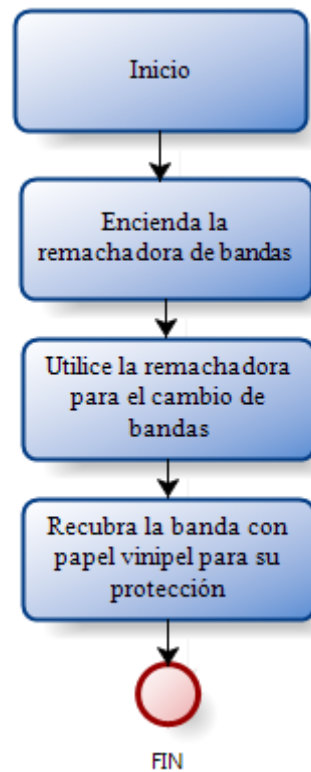 Inicio
Encienda la
remachadora de bandas
Utilice la remachadora
para el cambio de
bandas
Recubra la banda con
papel vinipel para su
protección
FIN